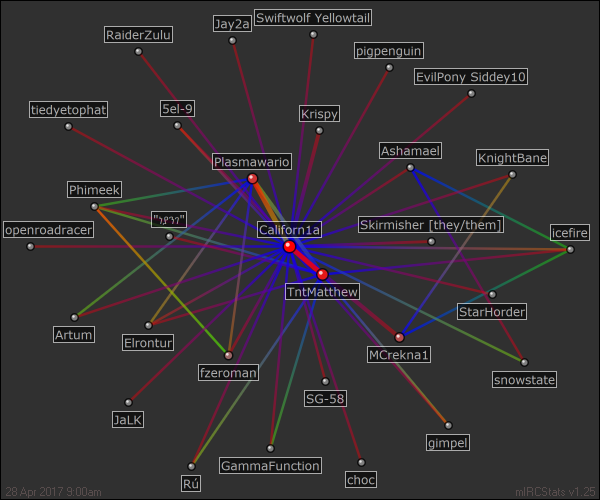 Swiftwolf Yellowtail
Jay2a
RaiderZulu
pigpenguin
EvilPony Siddey10
tiedyetophat
5el-9
Krispy
Ashamael
KnightBane
Plasmawario
Phimeek
openroadracer
Californ1a
Skirmisher [they/them]
icefire
TntMatthew
StarHorder
Artum
Elrontur
MCrekna1
fzeroman
snowstate
SG-58
JaLK
gimpel
GammaFunction
choc
Rú
28 Apr 2017 9:00am
mIRCStats v1.25